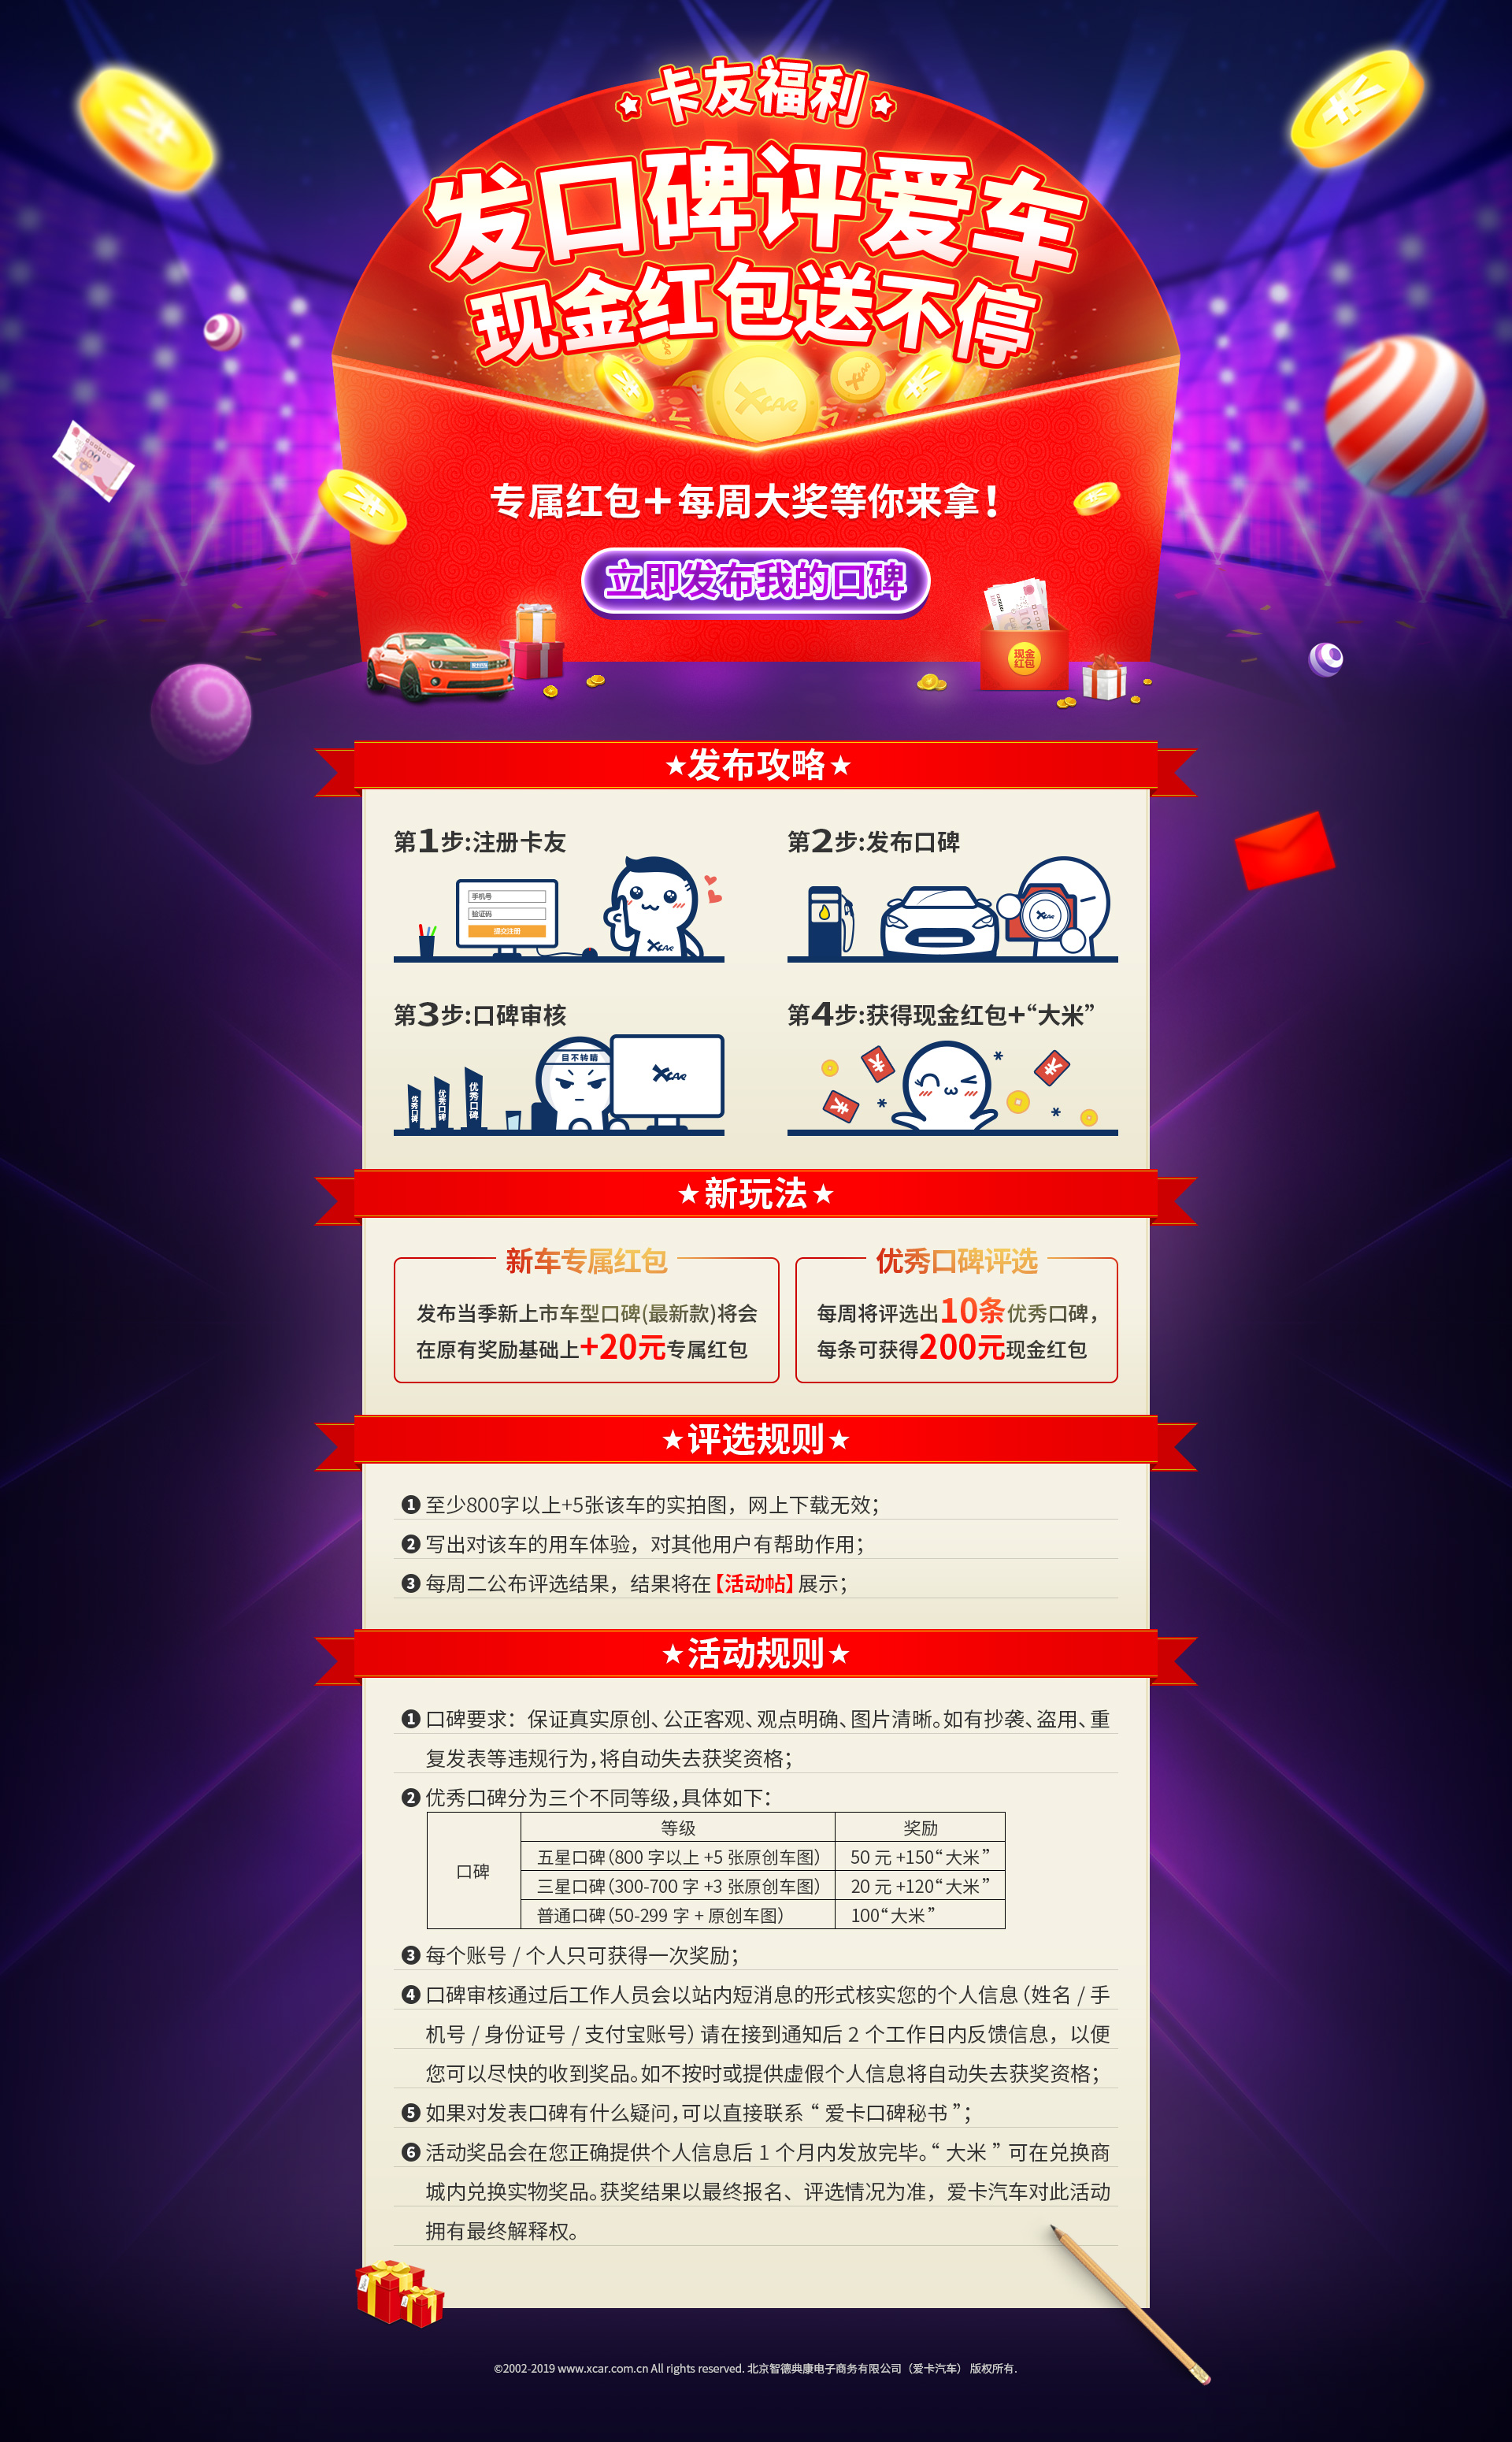 卡友福利
发口碑评爱车
现金红包送不停
XCAR
专属红包+每周大奖等你来拿！
立即发布我的口碑
现金
红包
★发布攻略★
第1步:注册卡友
手机号
验证码
提交注册
XCAR
第2步:发布口碑
XCAR
第3步:口碑审核
目不转睛
优秀口碑
优秀口碑
优秀口碑
XCAR
第4步:获得现金红包+“大米”
★新玩法★
新车专属红包
发布当季新上市车型口碑(最新款)将会
在原有奖励基础上+20元专属红包
优秀口碑评选
每周将评选出10条优秀口碑，
每条可获得200元现金红包
★评选规则★
❶ 至少800字以上+5张该车的实拍图，网上下载无效；
❷ 写出对该车的用车体验，对其他用户有帮助作用；
❸ 每周二公布评选结果，结果将在【活动帖】展示；
★活动规则★
❶ 口碑要求：保证真实原创、公正客观、观点明确、图片清晰。如有抄袭、盗用、重
复发表等违规行为，将自动失去获奖资格；
❷ 优秀口碑分为三个不同等级，具体如下：
等级 奖励
五星口碑（800 字以上 +5 张原创车图） 50 元 +150“大米”
口碑
三星口碑（300-700 字 +3 张原创车图） 20 元 +120“大米”
普通口碑（50-299 字 + 原创车图） 100“大米”
❸ 每个账号 / 个人只可获得一次奖励；
❹ 口碑审核通过后工作人员会以站内短消息的形式核实您的个人信息（姓名 / 手
机号 / 身份证号 / 支付宝账号）请在接到通知后 2 个工作日内反馈信息，以便
您可以尽快的收到奖品。如不按时或提供虚假个人信息将自动失去获奖资格；
❺ 如果对发表口碑有什么疑问，可以直接联系 “ 爱卡口碑秘书 ”；
❻ 活动奖品会在您正确提供个人信息后 1 个月内发放完毕。“ 大米 ” 可在兑换商
城内兑换实物奖品。获奖结果以最终报名、评选情况为准，爱卡汽车对此活动
拥有最终解释权。
©2002-2019 www.xcar.com.cn All rights reserved. 北京智德典康电子商务有限公司（爱卡汽车） 版权所有.